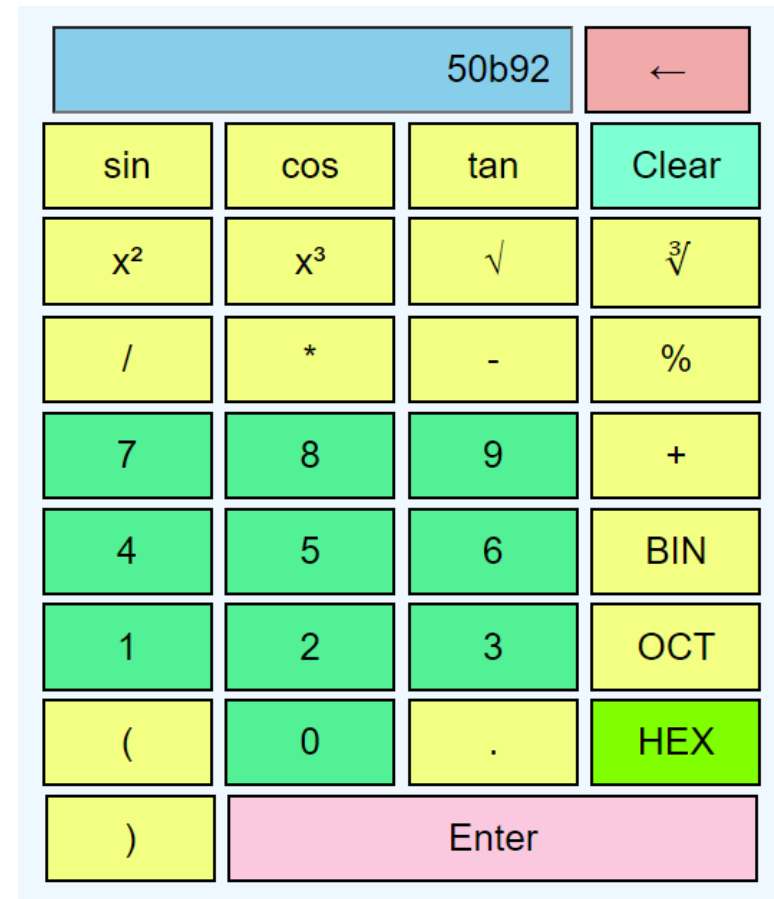 50b92 ←
sin cos tan Clear
x² x³ √ ∛
/ * - %
7 8 9 +
4 5 6 BIN
1 2 3 OCT
( 0 . HEX
) Enter